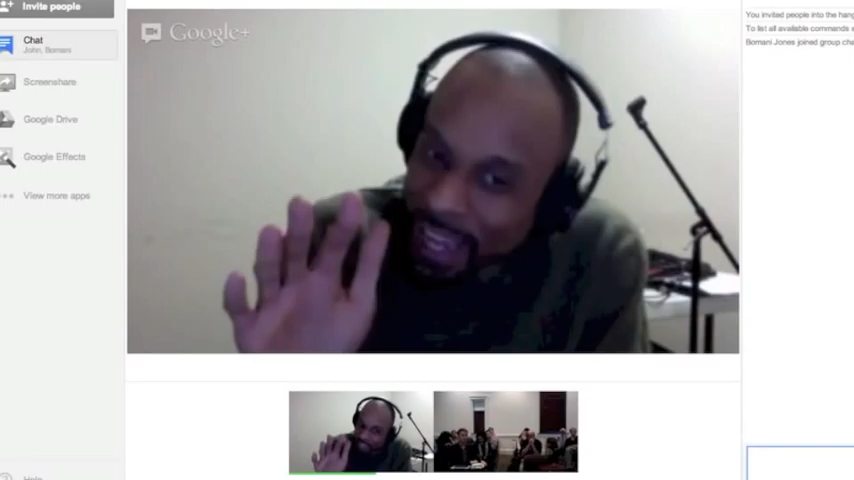 Invite people
Chat
John, Bomani
Screenshare
Google Drive
Google Effects
View more apps
Google+
You invited people into the hang
To list all available commands e
Bomani Jones joined group cha
Help